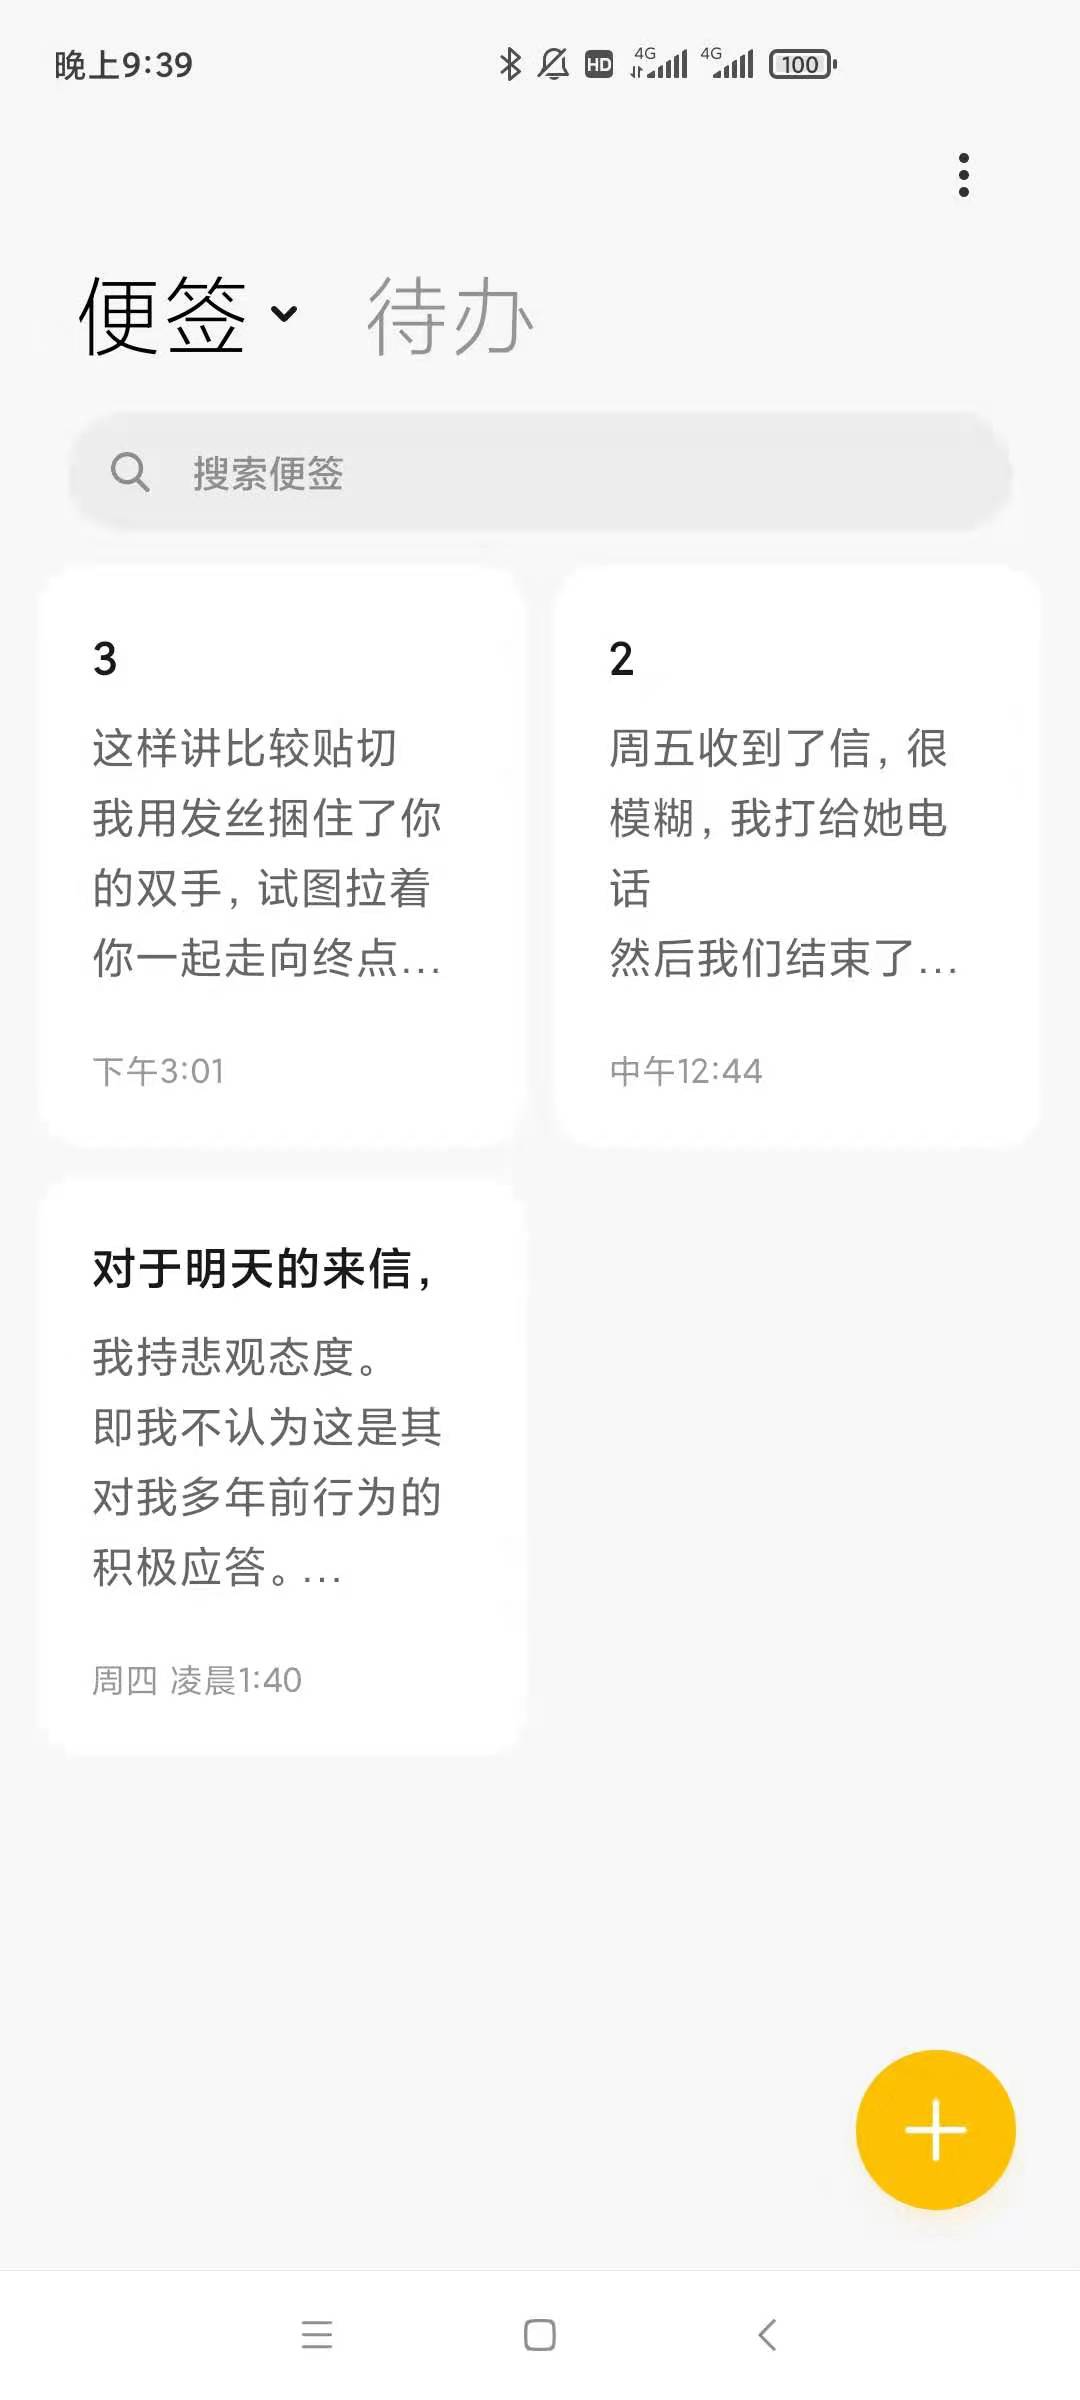 晚上9:39
HD
4G
4G
100
便签
待办
搜索便签
3
这样讲比较贴切
我用发丝捆住了你
的双手，试图拉着
你一起走向终点...
下午3:01
2
周五收到了信，很
模糊，我打给她电
话
然后我们结束了...
中午12:44
对于明天的来信，
我持悲观态度。
即我不认为这是其
对我多年前行为的
积极应答。...
周四 凌晨1:40